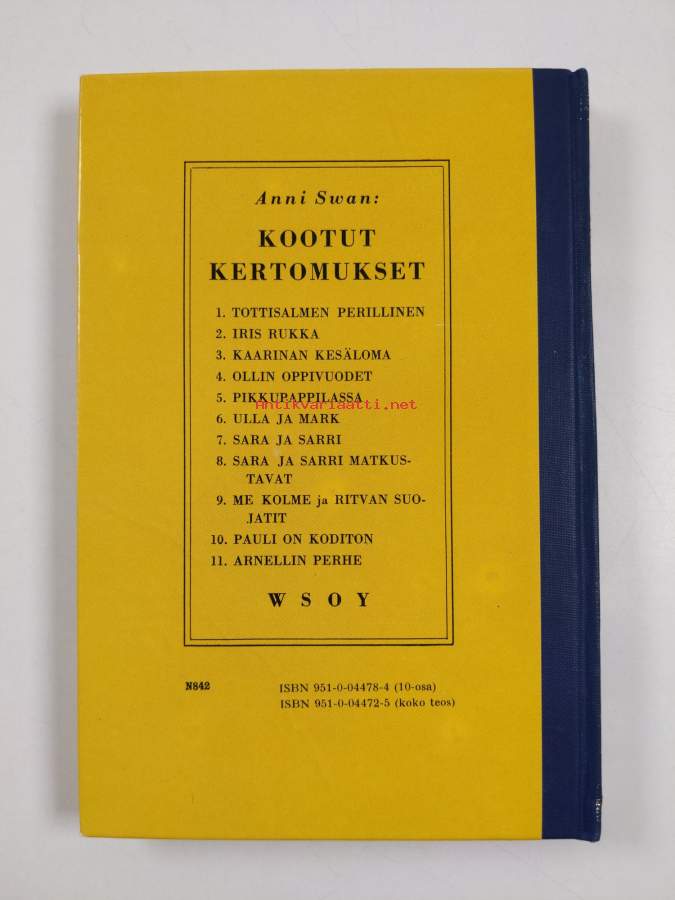 Anni Swan:
KOOTUT
KERTOMUKSET
1. TOTTISALMEN PERILLINEN
2. IRIS RUKKA
3. KAARINAN KESÄLOMA
4. OLLIN OPPIVUODET
5. PIKKUPAPPILASSA
Antikvariaatti.net
6. ULLA JA MARK
7. SARA JA SARRI
8. SARA JA SARRI MATKUS-
TAVAT
9. ME KOLME ja RITVAN SUO-
JATIT
10. PAULI ON KODITON
11. ARNELLIN PERHE
WSOY
N842
ISBN 951-0-04478-4 (10-osa)
ISBN 951-0-04472-5 (koko teos)